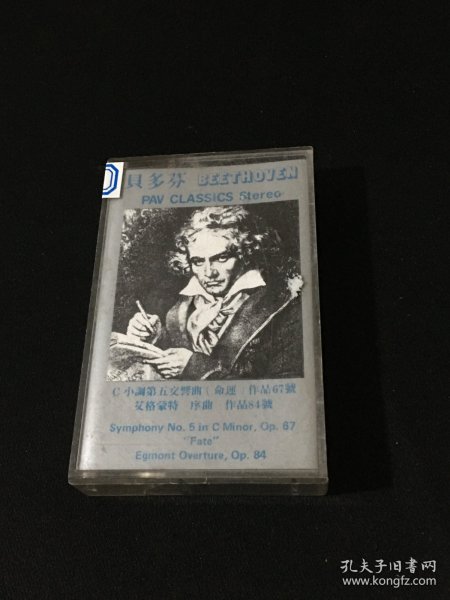 貝多芬 BEETHOVEN
PAV CLASSICS Stereo
C小調第五交響曲(命運)作品67號
艾格蒙特 序曲 作品84號
Symphony No. 5 in C Minor, Op. 67
"Fate"
Egmont Overture, Op. 84
孔夫子旧书网
www.kongfz.com